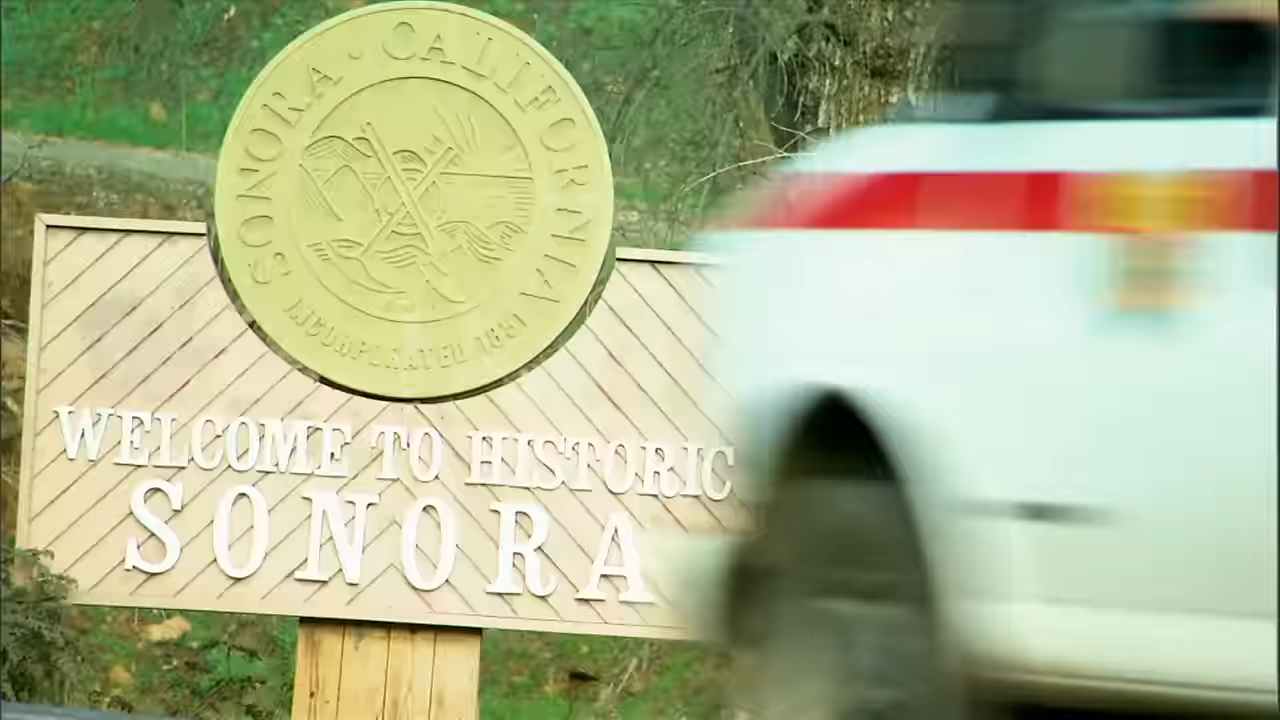 SONORA · CALIFORNIA
INCORPORATED 1851
WELCOME TO HISTORIC
SONORA